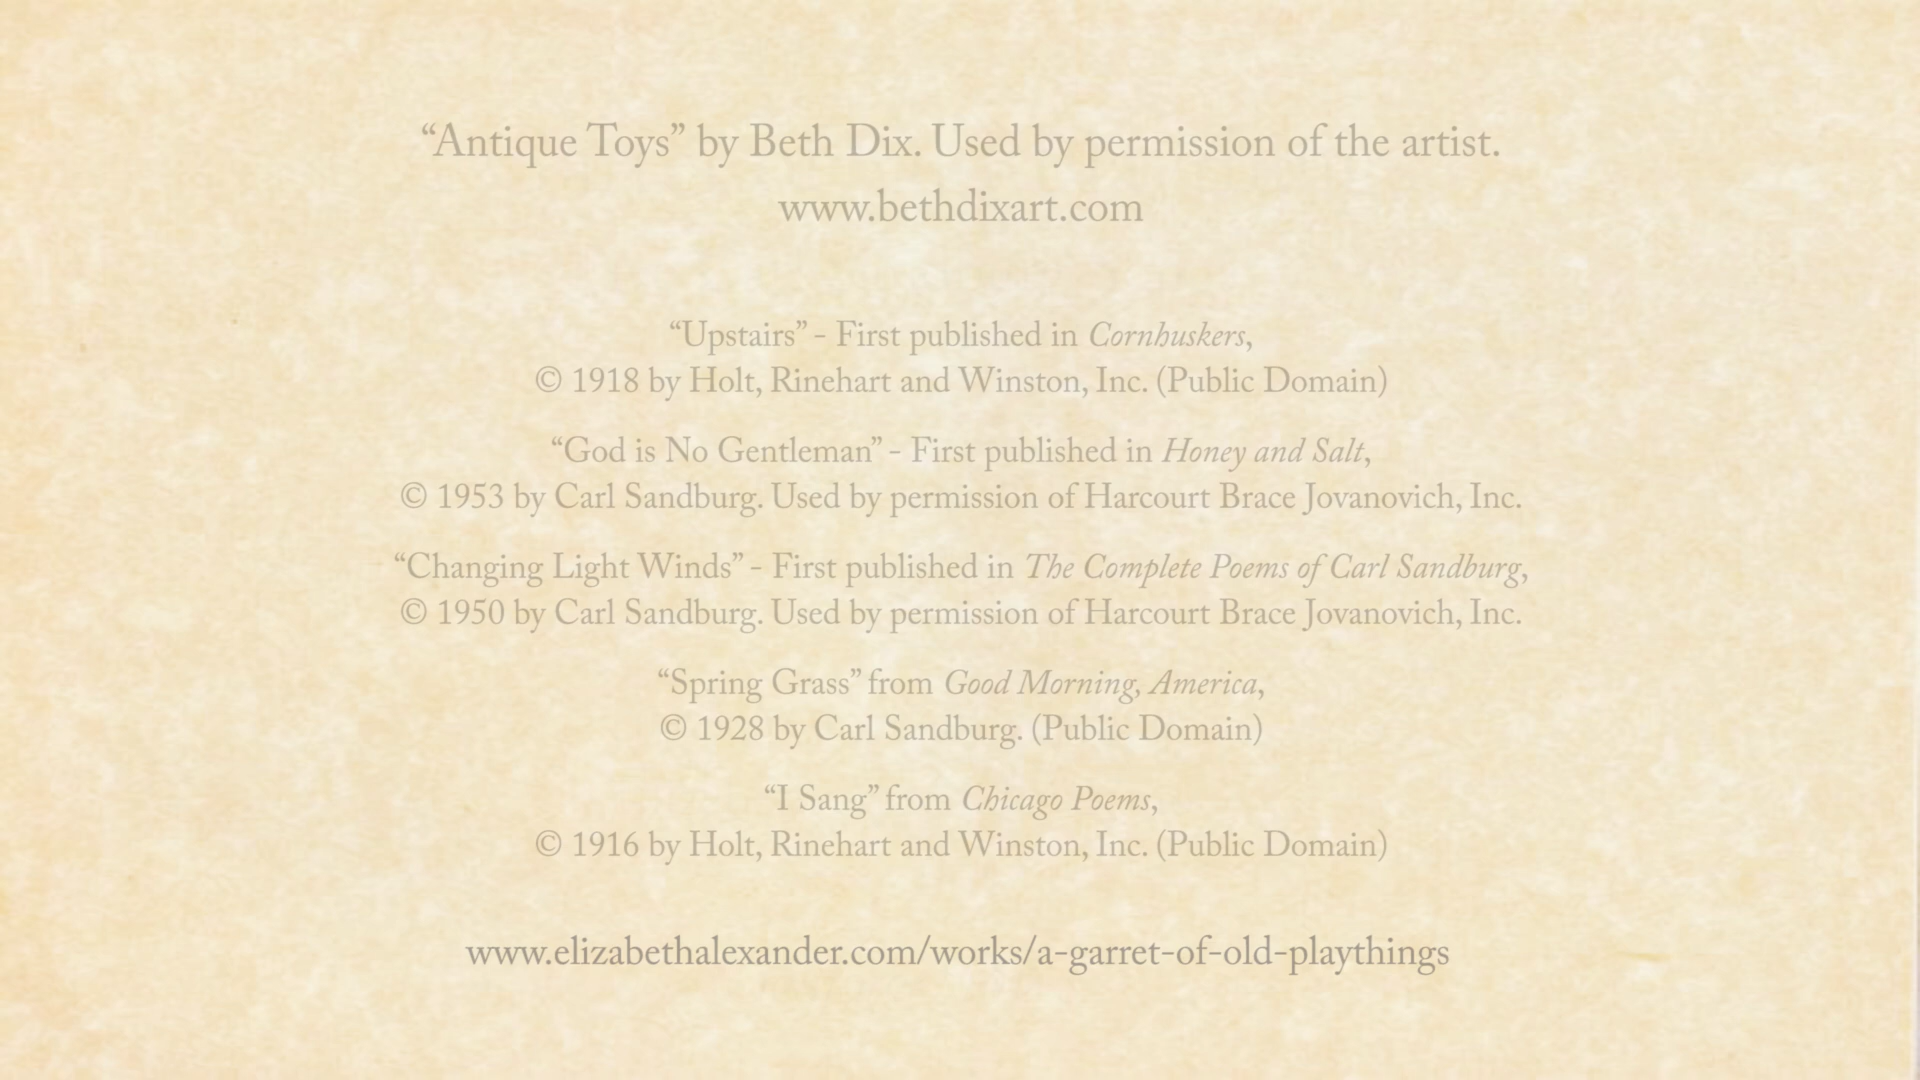 “Antique Toys” by Beth Dix. Used by permission of the artist.
www.bethdixart.com
“Upstairs” - First published in Cornhuskers,
© 1918 by Holt, Rinehart and Winston, Inc. (Public Domain)
“God is No Gentleman” - First published in Honey and Salt,
© 1953 by Carl Sandburg. Used by permission of Harcourt Brace Jovanovich, Inc.
“Changing Light Winds” - First published in The Complete Poems of Carl Sandburg,
© 1950 by Carl Sandburg. Used by permission of Harcourt Brace Jovanovich, Inc.
“Spring Grass” from Good Morning, America,
© 1928 by Carl Sandburg. (Public Domain)
“I Sang” from Chicago Poems,
© 1916 by Holt, Rinehart and Winston, Inc. (Public Domain)
www.elizabethalexander.com/works/a-garret-of-old-playthings